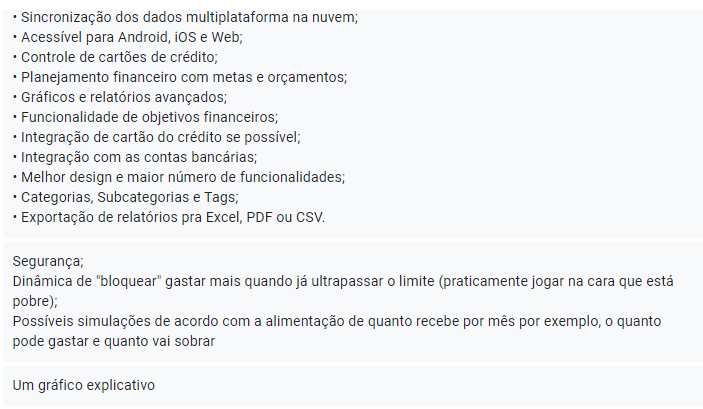 • Sincronização dos dados multiplataforma na nuvem;
• Acessível para Android, iOS e Web;
• Controle de cartões de crédito;
• Planejamento financeiro com metas e orçamentos;
• Gráficos e relatórios avançados;
• Funcionalidade de objetivos financeiros;
• Integração de cartão do crédito se possível;
• Integração com as contas bancárias;
• Melhor design e maior número de funcionalidades;
• Categorias, Subcategorias e Tags;
• Exportação de relatórios pra Excel, PDF ou CSV.
Segurança;
Dinâmica de "bloquear" gastar mais quando já ultrapassar o limite (praticamente jogar na cara que está
pobre);
Possíveis simulações de acordo com a alimentação de quanto recebe por mês por exemplo, o quanto
pode gastar e quanto vai sobrar
Um gráfico explicativo